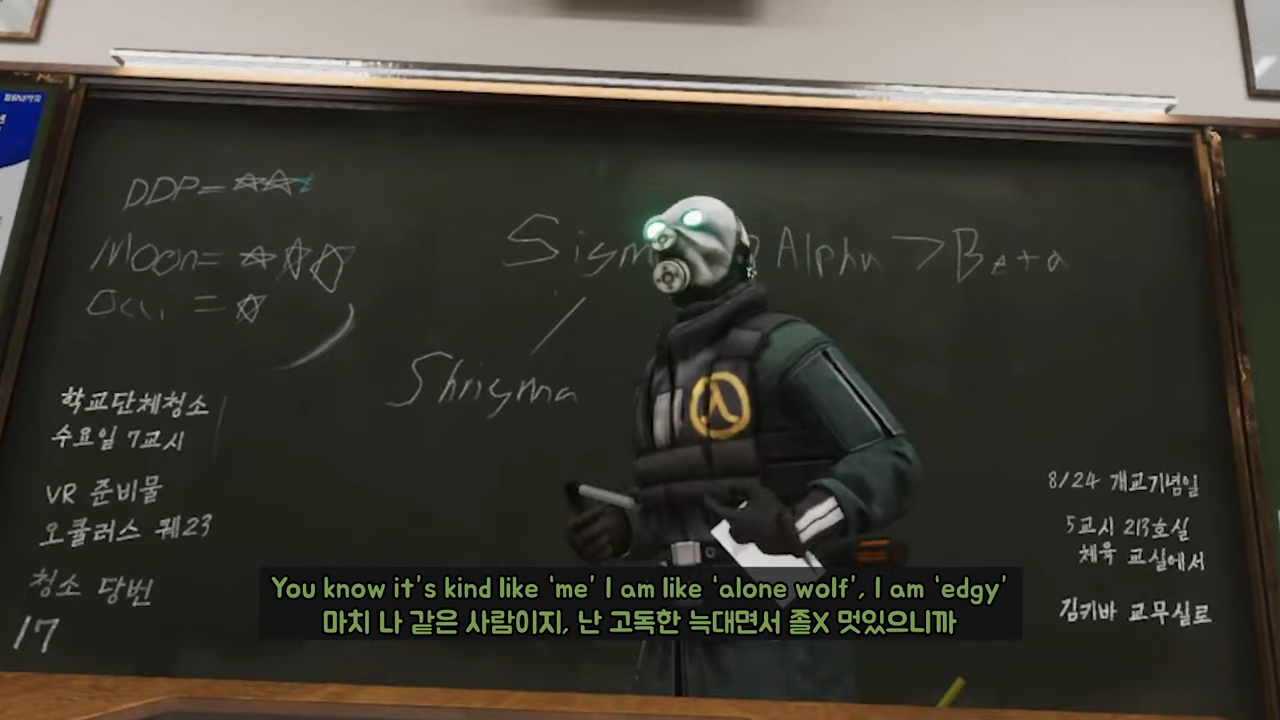 DDP=☆☆☆
Moon=☆☆☆
Occi =☆
Sigm Alpha >Beta
Shrigma
학교단체청소
수요일 7교시
VR 준비물
오큘러스 퀘23
청소 당번
17
8/24 개교기념일
5교시 213호실
체육 교실에서
김키바 교무실로
You know it's kind like 'me' I am like 'alone wolf', I am 'edgy'
마치 나 같은 사람이지, 난 고독한 늑대면서 졸X 멋있으니까